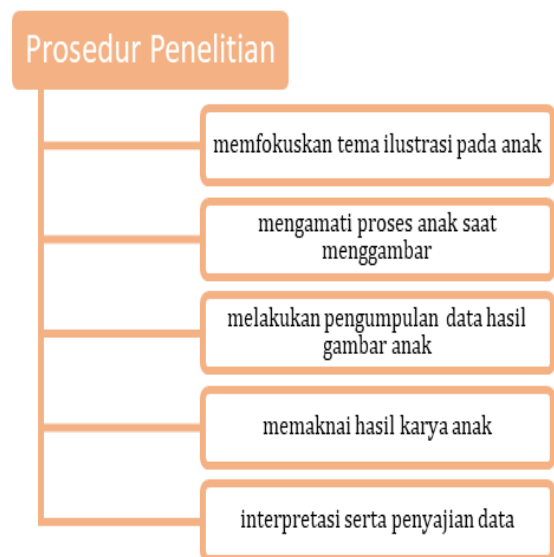 Prosedur Penelitian
memfokuskan tema ilustrasi pada anak
mengamati proses anak saat
menggambar
melakukan pengumpulan data hasil
gambar anak
memaknai hasil karya anak
interpretasi serta penyajian data